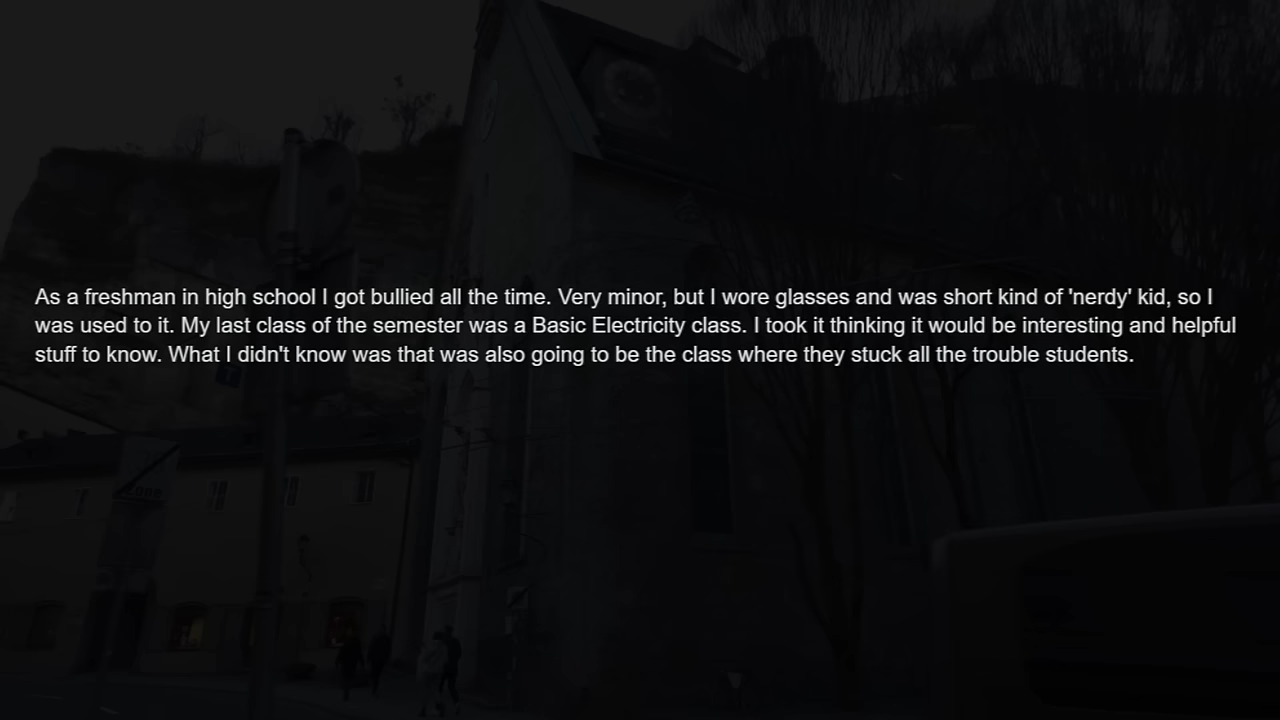 As a freshman in high school I got bullied all the time. Very minor, but I wore glasses and was short kind of 'nerdy' kid, so I
was used to it. My last class of the semester was a Basic Electricity class. I took it thinking it would be interesting and helpful
stuff to know. What I didn't know was that was also going to be the class where they stuck all the trouble students.